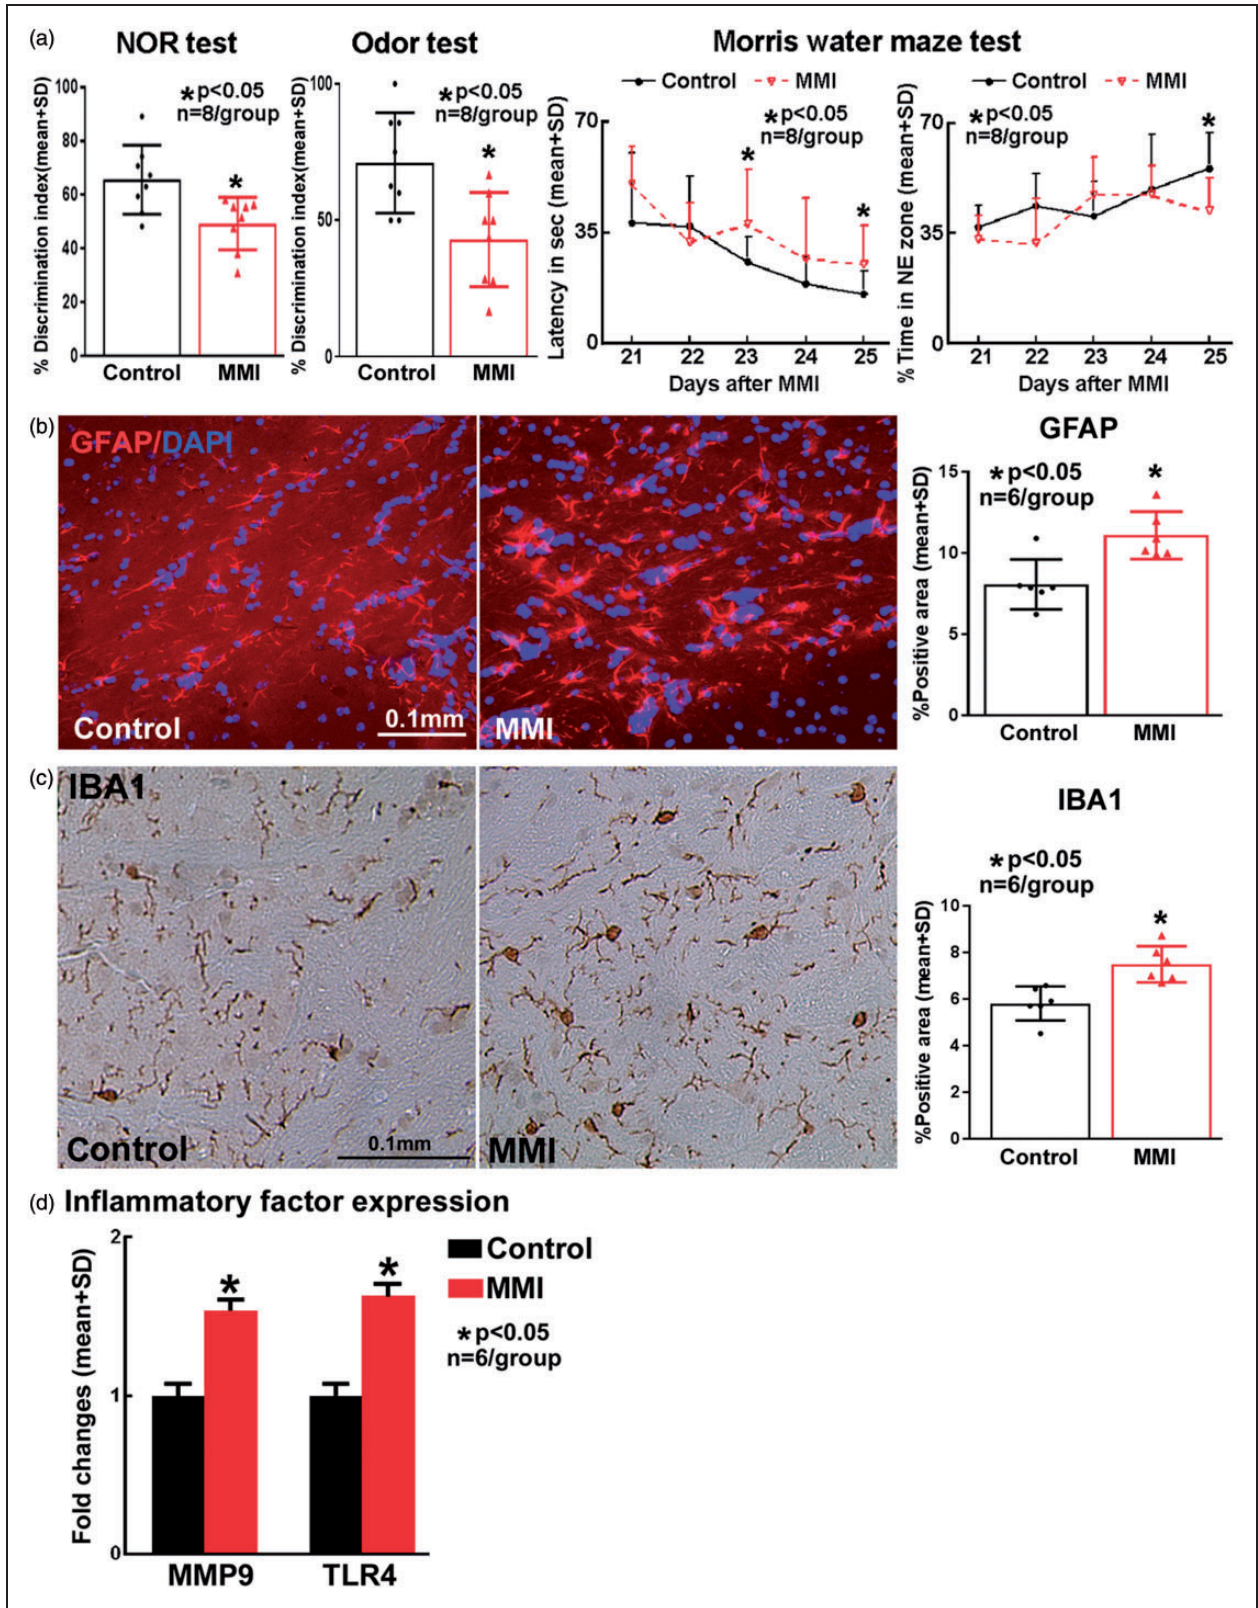 (a)
NOR test
Odor test
Morris water maze test
% Discrimination index(mean+SD)
100
80
60
40
20
0
*p<0.05
n=8/group
*
Control
MMI
% Discrimination index(mean+SD)
100
50
0
*p<0.05
n=8/group
*
Control
MMI
Control
MMI
Latency in sec (mean+SD)
70
35
0
*p<0.05
n=8/group
*
*
21 22 23 24 25
Days after MMI
Control
MMI
% Time in NE zone (mean+SD)
70
35
0
*p<0.05
n=8/group
*
21 22 23 24 25
Days after MMI
(b)
GFAP/DAPI
Control
0.1mm
MMI
GFAP
%Positive area (mean+SD)
15
10
5
0
*p<0.05
n=6/group
*
Control
MMI
(c)
IBA1
Control
0.1mm
MMI
IBA1
*p<0.05
n=6/group
%Positive area (mean+SD)
10
8
6
4
2
0
*
Control
MMI
(d)
Inflammatory factor expression
Fold changes (mean+SD)
2
1
0
*
*
Control
MMI
*p<0.05
n=6/group
MMP9
TLR4